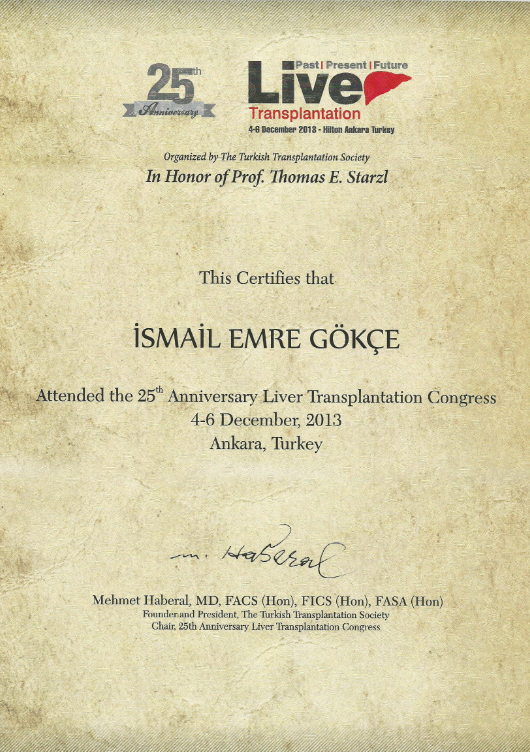 25th
Anniversary
Past | Present | Future
Live
Transplantation
4-6 December 2013 - Hilton Ankara Turkey
Organized by The Turkish Transplantation Society
In Honor of Prof. Thomas E. Starzl
This Certifies that
İSMAİL EMRE GÖKÇE
Attended the 25th Anniversary Liver Transplantation Congress
4-6 December, 2013
Ankara, Turkey
m. Haberal
Mehmet Haberal, MD, FACS (Hon), FICS (Hon), FASA (Hon)
Founder and President, The Turkish Transplantation Society
Chair, 25th Anniversary Liver Transplantation Congress